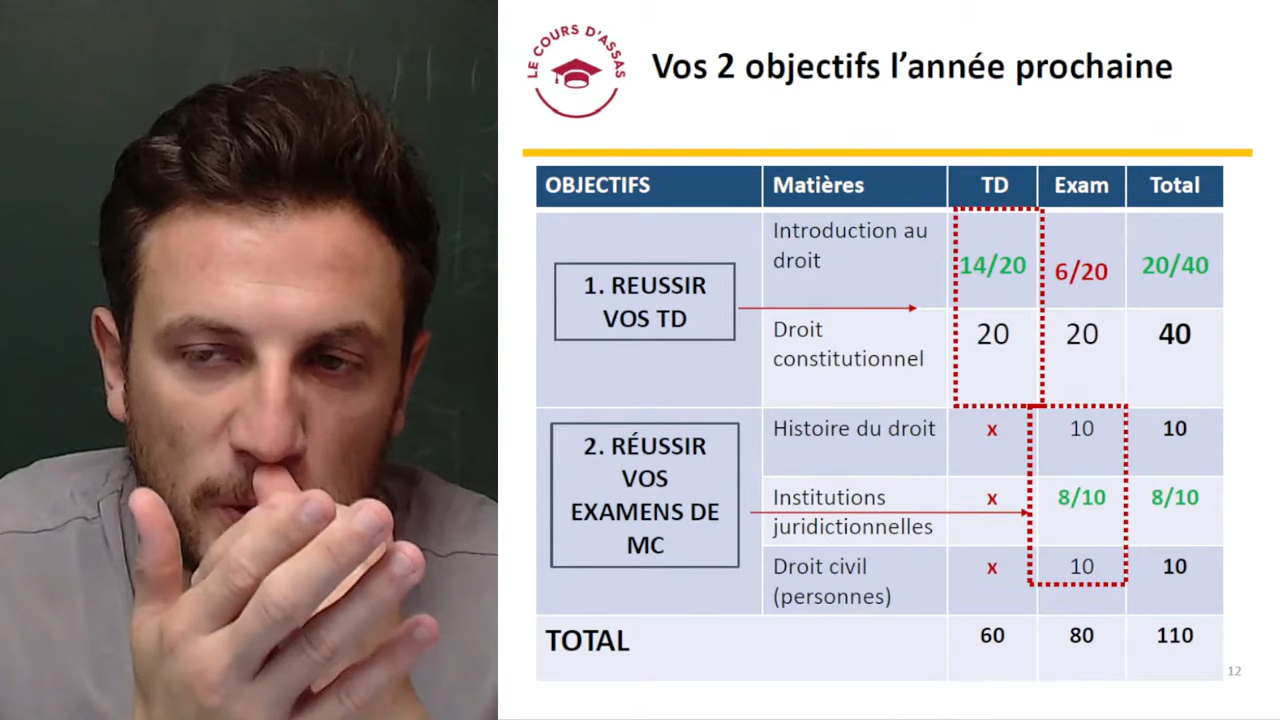 LE COURS D'ASSAS
Vos 2 objectifs l'année prochaine
OBJECTIFS
Matières
TD
Exam
Total
1. REUSSIR
VOS TD
Introduction au
droit
14/20
6/20
20/40
Droit
constitutionnel
20
20
40
2. RÉUSSIR
VOS
EXAMENS DE
MC
Histoire du droit
x
10
10
Institutions
juridictionnelles
x
8/10
8/10
Droit civil
(personnes)
x
10
10
TOTAL
60
80
110
12